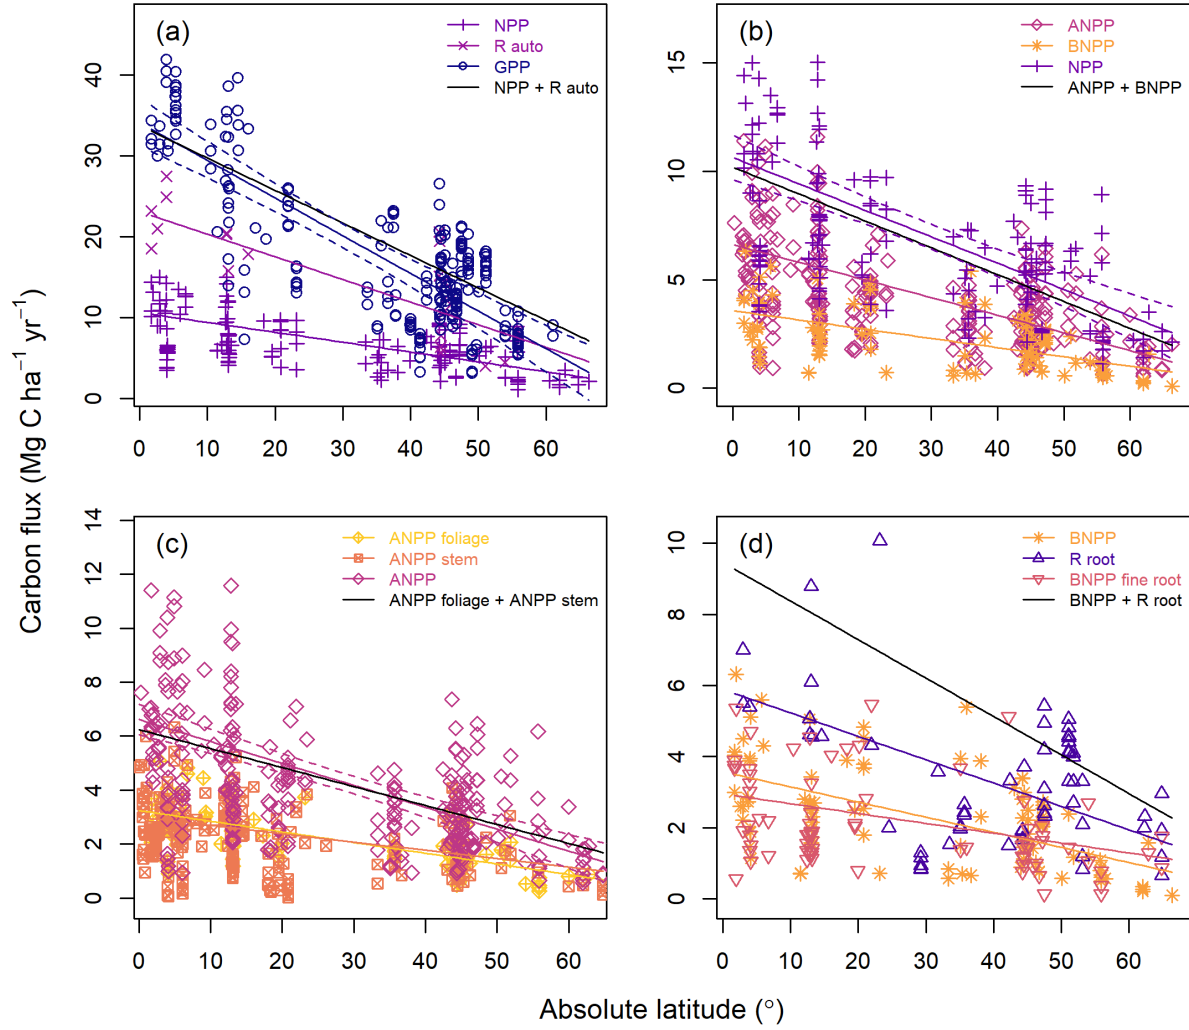 (a)
NPP
R auto
GPP
NPP + R auto
0 10 20 30 40
0 10 20 30 40 50 60
(b)
ANPP
BNPP
NPP
ANPP + BNPP
0 5 10 15
0 10 20 30 40 50 60
(c)
ANPP foliage
ANPP stem
ANPP
ANPP foliage + ANPP stem
0 2 4 6 8 10 12 14
0 10 20 30 40 50 60
(d)
BNPP
R root
BNPP fine root
BNPP + R root
0 2 4 6 8 10
0 10 20 30 40 50 60
Carbon flux (Mg C ha⁻¹ yr⁻¹)
Absolute latitude (°)